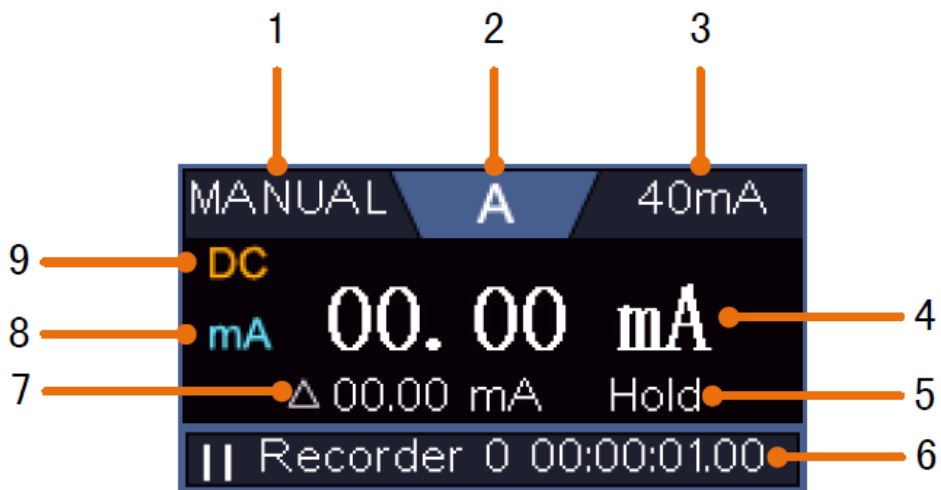 1 2 3
MANUAL A 40mA
9 DC
8 mA 00.00 mA 4
7 △ 00.00 mA Hold 5
|| Recorder 0 00:00:01.00 6